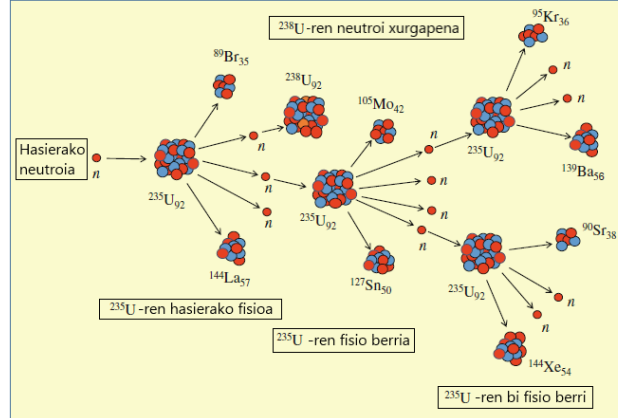 ²³⁸U-ren neutroi xurgapena
⁹⁵Kr₃₆
⁸⁹Br₃₅
n
²³⁸U₉₂
n
¹⁰⁵Mo₄₂
n
n
²³⁵U₉₂
Hasierako
neutroia
n
¹³⁹Ba₅₆
n
n
²³⁵U₉₂
n
²³⁵U₉₂
n
⁹⁰Sr₃₈
n
¹⁴⁴La₅₇
¹²⁷Sn₅₀
²³⁵U₉₂
n
n
²³⁵U -ren hasierako fisioa
²³⁵U -ren fisio berria
¹⁴⁴Xe₅₄
²³⁵U -ren bi fisio berri